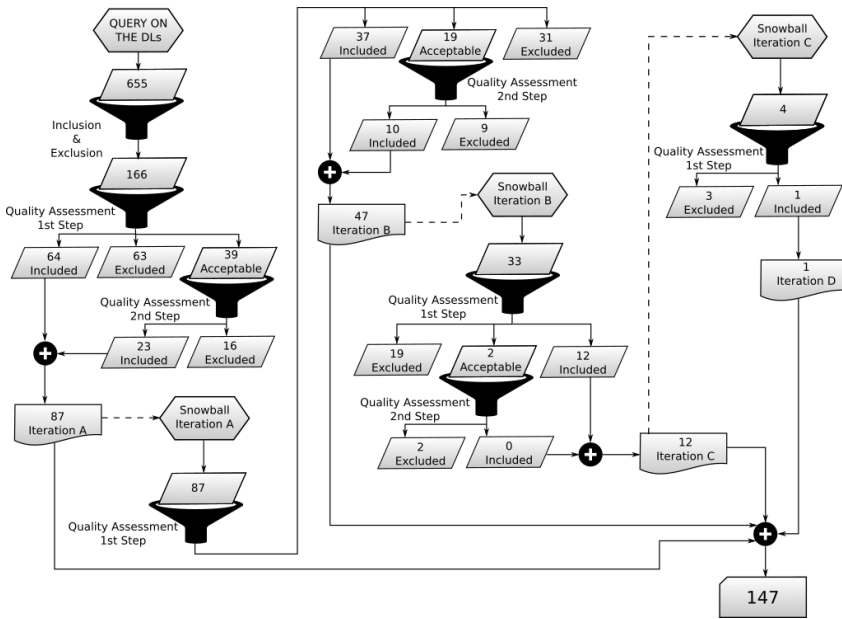 QUERY ON
THE DLs
655
Inclusion
&
Exclusion
166
Quality Assessment
1st Step
64
Included
63
Excluded
39
Acceptable
Quality Assessment
2nd Step
23
Included
16
Excluded
87
Iteration A
Snowball
Iteration A
87
Quality Assessment
1st Step
37
Included
19
Acceptable
31
Excluded
Quality Assessment
2nd Step
10
Included
9
Excluded
47
Iteration B
Snowball
Iteration B
33
Quality Assessment
1st Step
19
Excluded
2
Acceptable
12
Included
Quality Assessment
2nd Step
2
Excluded
0
Included
12
Iteration C
Snowball
Iteration C
4
Quality Assessment
1st Step
3
Excluded
1
Included
1
Iteration D
147